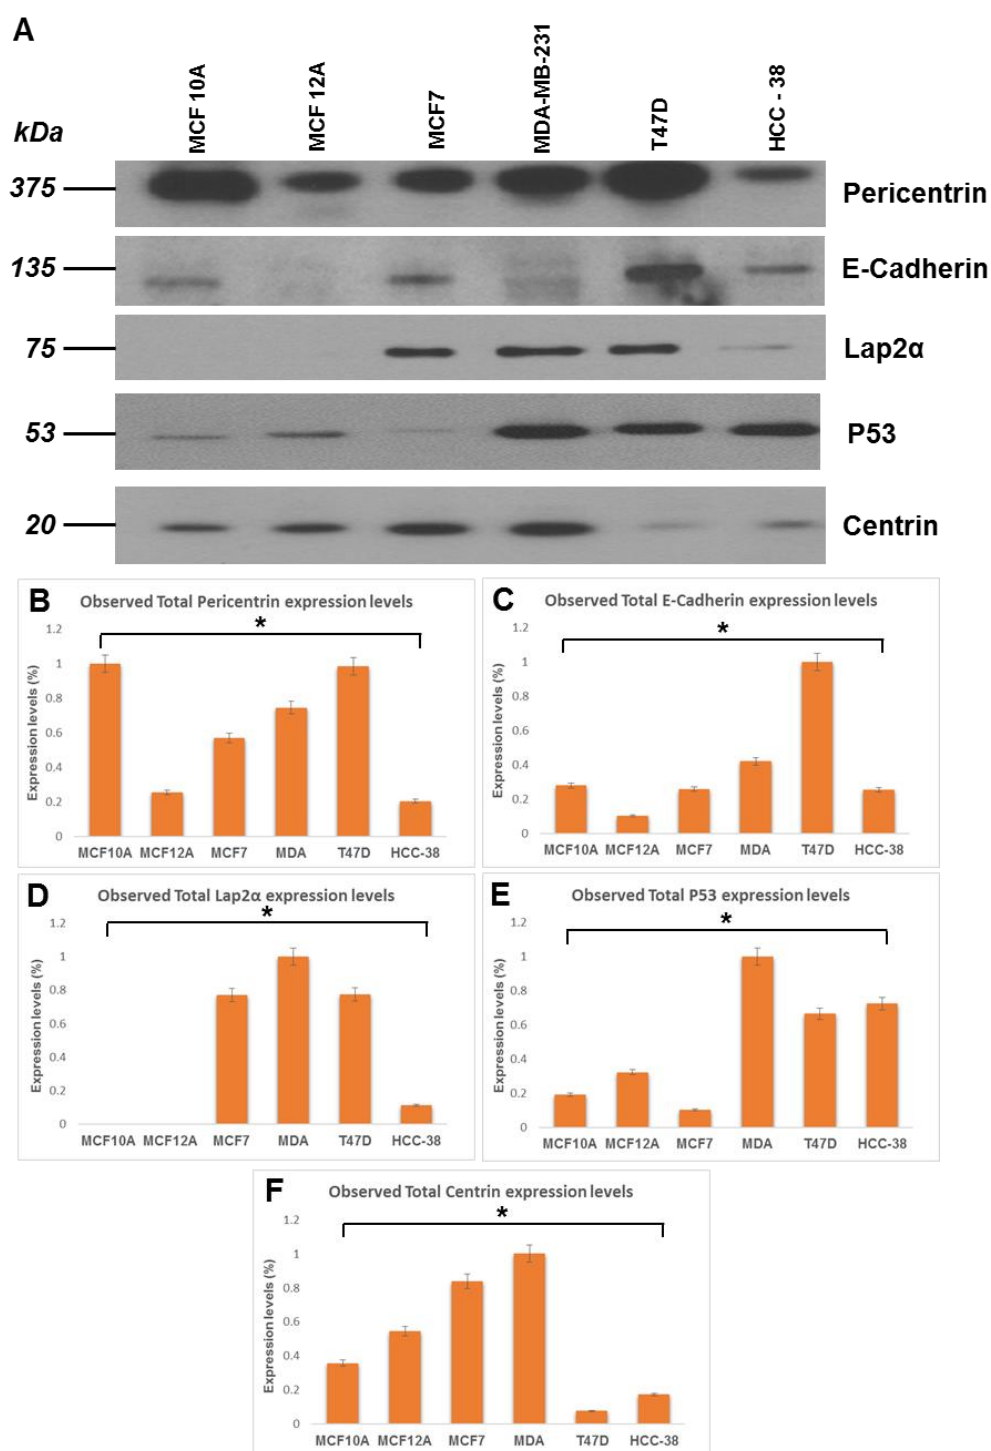 A
MCF 10A
MCF 12A
MCF7
MDA-MB-231
T47D
HCC - 38
kDa
375
Pericentrin
135
E-Cadherin
75
Lap2α
53
P53
20
Centrin
B
Observed Total Pericentrin expression levels
*
Expression levels (%)
1.2
1
0.8
0.6
0.4
0.2
0
MCF10A MCF12A MCF7 MDA T47D HCC-38
C
Observed Total E-Cadherin expression levels
*
Expression levels (%)
1.2
1
0.8
0.6
0.4
0.2
0
MCF10A MCF12A MCF7 MDA T47D HCC-38
D
Observed Total Lap2α expression levels
*
Expression levels (%)
1.2
1
0.8
0.6
0.4
0.2
0
MCF10A MCF12A MCF7 MDA T47D HCC-38
E
Observed Total P53 expression levels
*
Expression levels (%)
1.2
1
0.8
0.6
0.4
0.2
0
MCF10A MCF12A MCF7 MDA T47D HCC-38
F
Observed Total Centrin expression levels
*
Expression levels (%)
1.2
1
0.8
0.6
0.4
0.2
0
MCF10A MCF12A MCF7 MDA T47D HCC-38